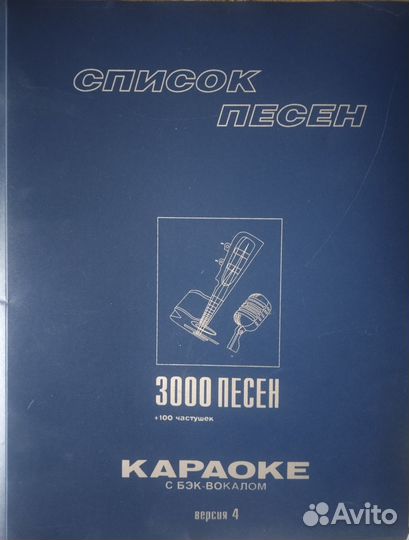 СПИСОК
ПЕСЕН
3000 ПЕСЕН
+100 частушек
КАРАОКЕ
С БЭК-ВОКАЛОМ
версия 4
Avito